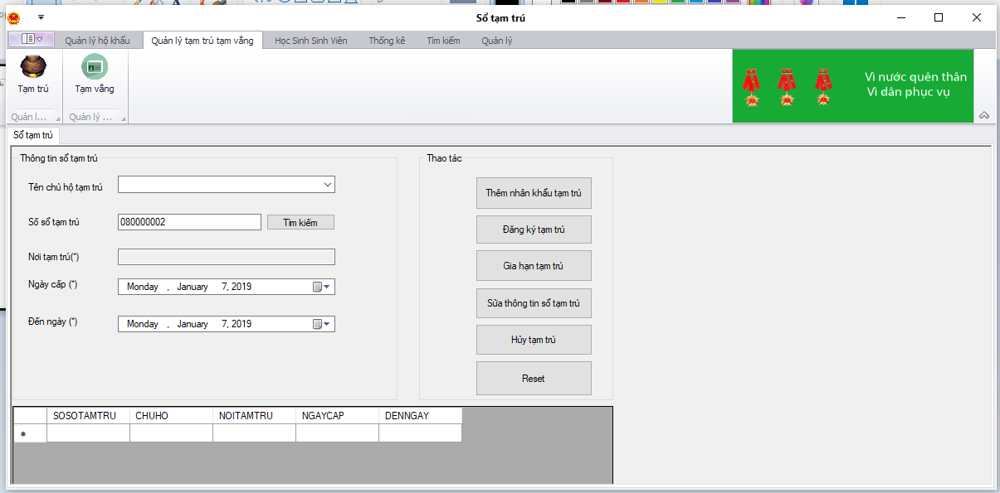 Sổ tạm trú
Quản lý hộ khẩu
Quản lý tạm trú tạm vắng
Học Sinh Sinh Viên
Thống kê
Tìm kiếm
Quản lý
Tạm trú
Tạm vắng
Quản l...
Quản lý ...
Vì nước quên thân
Vì dân phục vụ
Sổ tạm trú
Thông tin sổ tạm trú
Tên chủ hộ tạm trú
Số sổ tạm trú
080000002
Tìm kiếm
Nơi tạm trú(*)
Ngày cấp (*)
Monday , January 7, 2019
Đến ngày (*)
Monday , January 7, 2019
Thao tác
Thêm nhân khẩu tạm trú
Đăng ký tạm trú
Gia hạn tạm trú
Sửa thông tin sổ tạm trú
Hủy tạm trú
Reset
SOSOTAMTRU CHUHO NOITAMTRU NGAYCAP DENNGAY